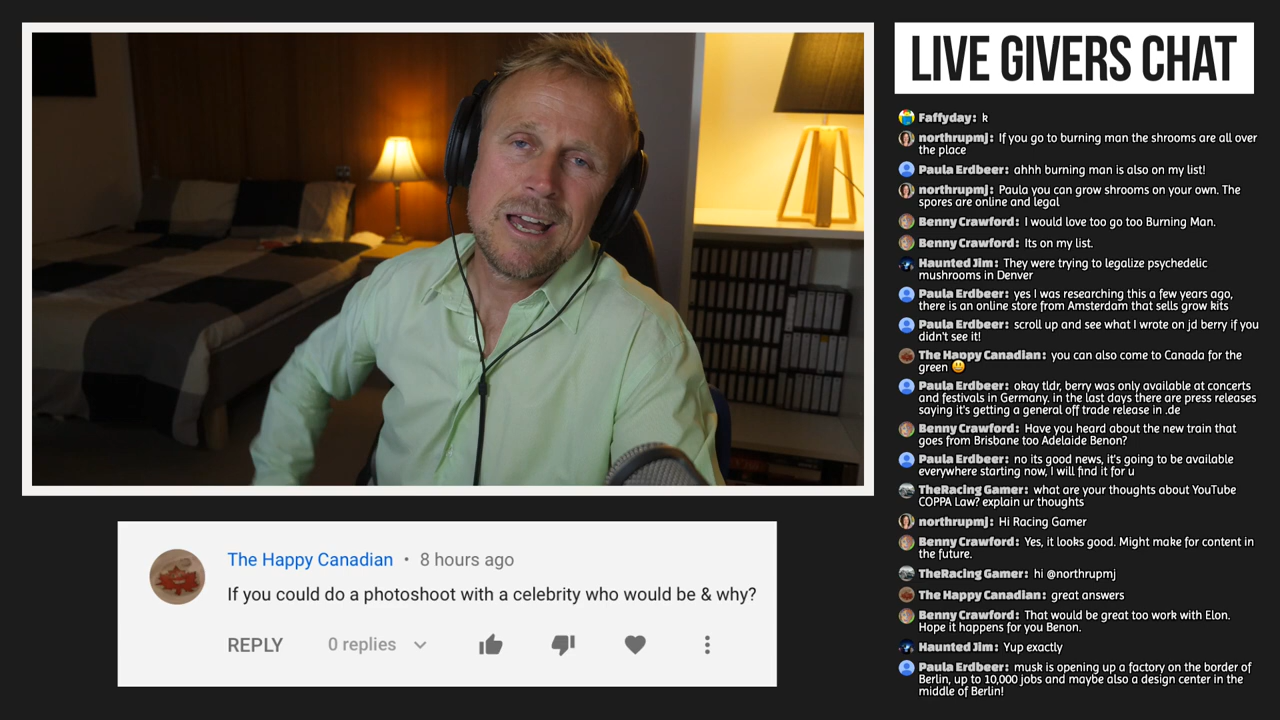 LIVE GIVERS CHAT
Faffyday: k
northrupmj: If you go to burning man the shrooms are all over
the place
Paula Erdbeer: ahhh burning man is also on my list!
northrupmj: Paula you can grow shrooms on your own. The
spores are online and legal
Benny Crawford: I would love too go too Burning Man.
Benny Crawford: Its on my list.
Haunted Jim: They were trying to legalize psychedelic
mushrooms in Denver
Paula Erdbeer: yes I was researching this a few years ago,
there is an online store from Amsterdam that sells grow kits
Paula Erdbeer: scroll up and see what I wrote on jd berry if you
didn't see it!
The Happy Canadian: you can also come to Canada for the
green 😃
Paula Erdbeer: okay tldr, berry was only available at concerts
and festivals in Germany. in the last days there are press releases
saying it's getting a general off trade release in .de
Benny Crawford: Have you heard about the new train that
goes from Brisbane too Adelaide Benon?
Paula Erdbeer: no its good news, it's going to be available
everywhere starting now, I will find it for u
TheRacing Gamer: what are your thoughts about YouTube
COPPA Law? explain ur thoughts
northrupmj: Hi Racing Gamer
Benny Crawford: Yes, it looks good. Might make for content in
the future.
TheRacing Gamer: hi @northrupmj
The Happy Canadian: great answers
Benny Crawford: That would be great too work with Elon.
Hope it happens for you Benon.
Haunted Jim: Yup exactly
Paula Erdbeer: musk is opening up a factory on the border of
Berlin, up to 10,000 jobs and maybe also a design center in the
middle of Berlin!
The Happy Canadian • 8 hours ago
If you could do a photoshoot with a celebrity who would be & why?
REPLY 0 replies